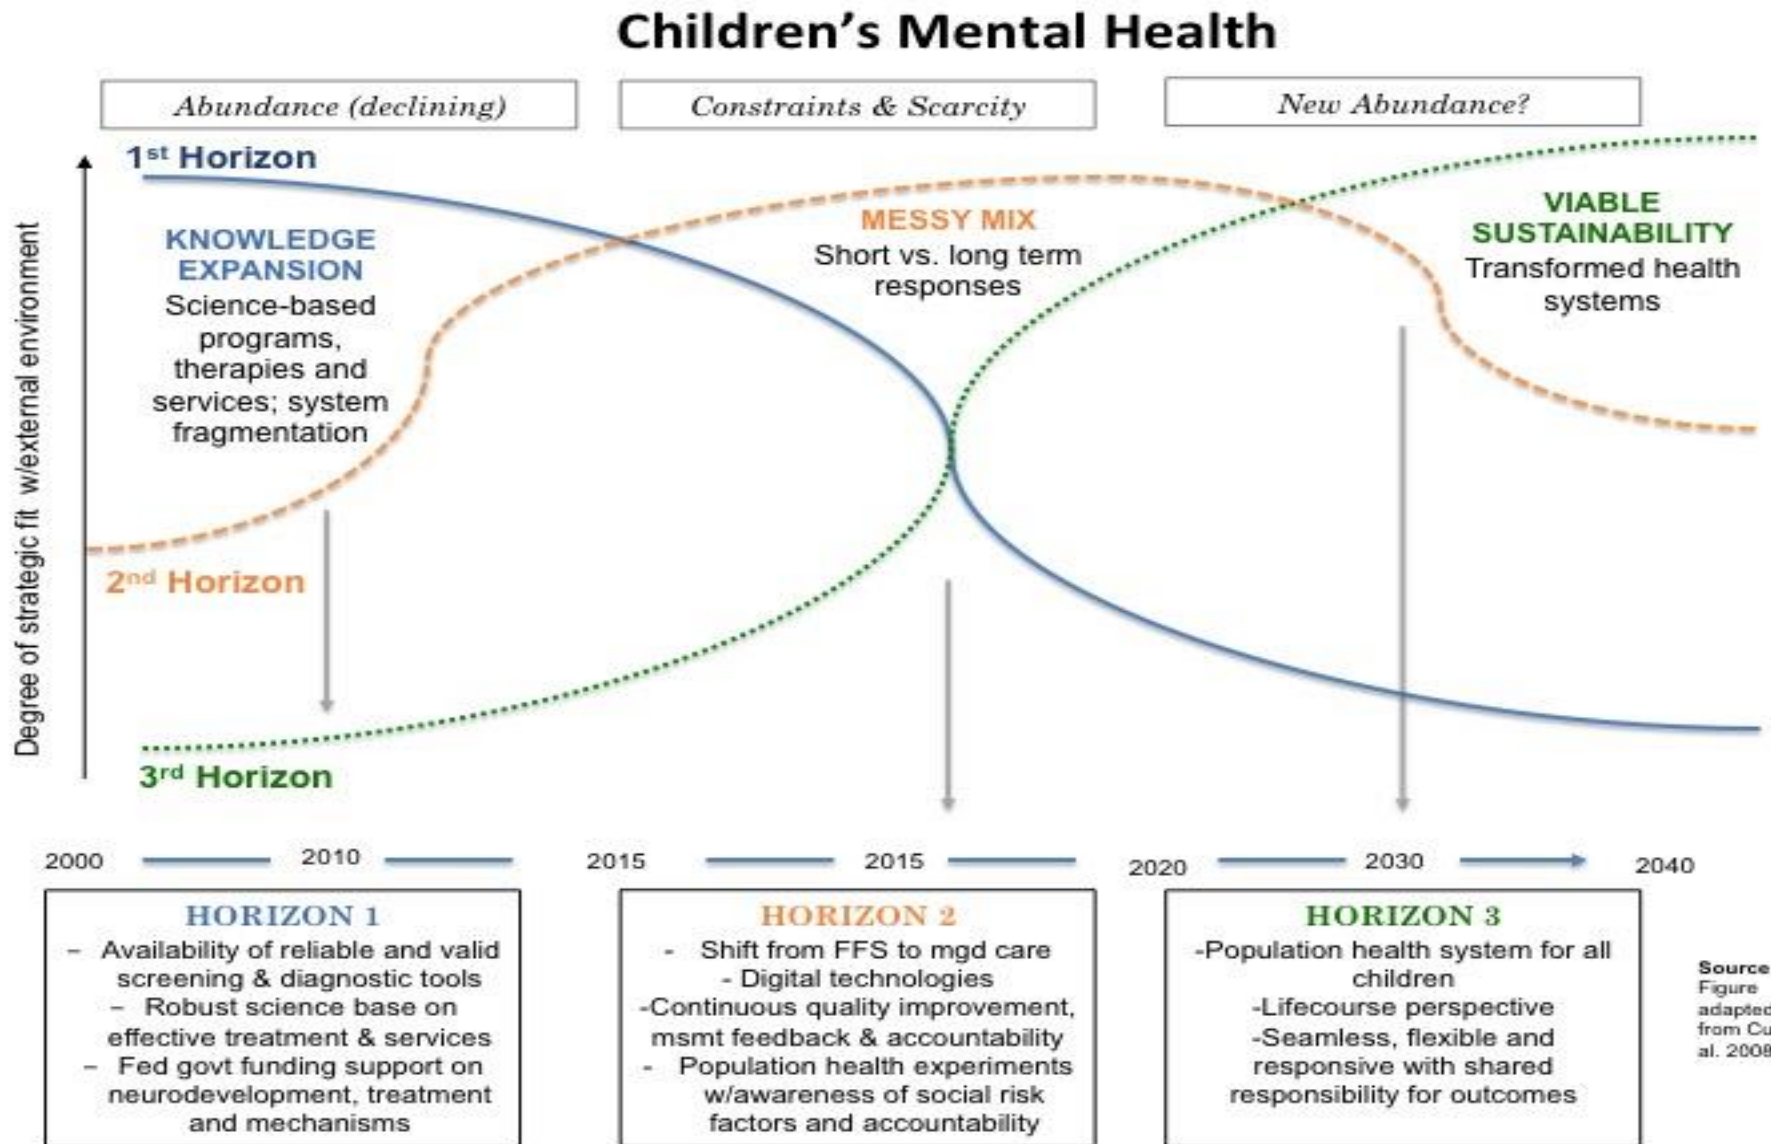 Children's Mental Health
Abundance (declining)
Constraints & Scarcity
New Abundance?
Degree of strategic fit w/external environment
1st Horizon
KNOWLEDGE
EXPANSION
Science-based
programs,
therapies and
services; system
fragmentation
2nd Horizon
3rd Horizon
MESSY MIX
Short vs. long term
responses
VIABLE
SUSTAINABILITY
Transformed health
systems
2000
2010
2015
2015
2020
2030
2040
HORIZON 1
– Availability of reliable and valid
screening & diagnostic tools
– Robust science base on
effective treatment & services
– Fed govt funding support on
neurodevelopment, treatment
and mechanisms
HORIZON 2
- Shift from FFS to mgd care
- Digital technologies
-Continuous quality improvement,
msmt feedback & accountability
- Population health experiments
w/awareness of social risk
factors and accountability
HORIZON 3
-Population health system for all
children
-Lifecourse perspective
-Seamless, flexible and
responsive with shared
responsibility for outcomes
Source
Figure
adapted
from Cu
al. 2008